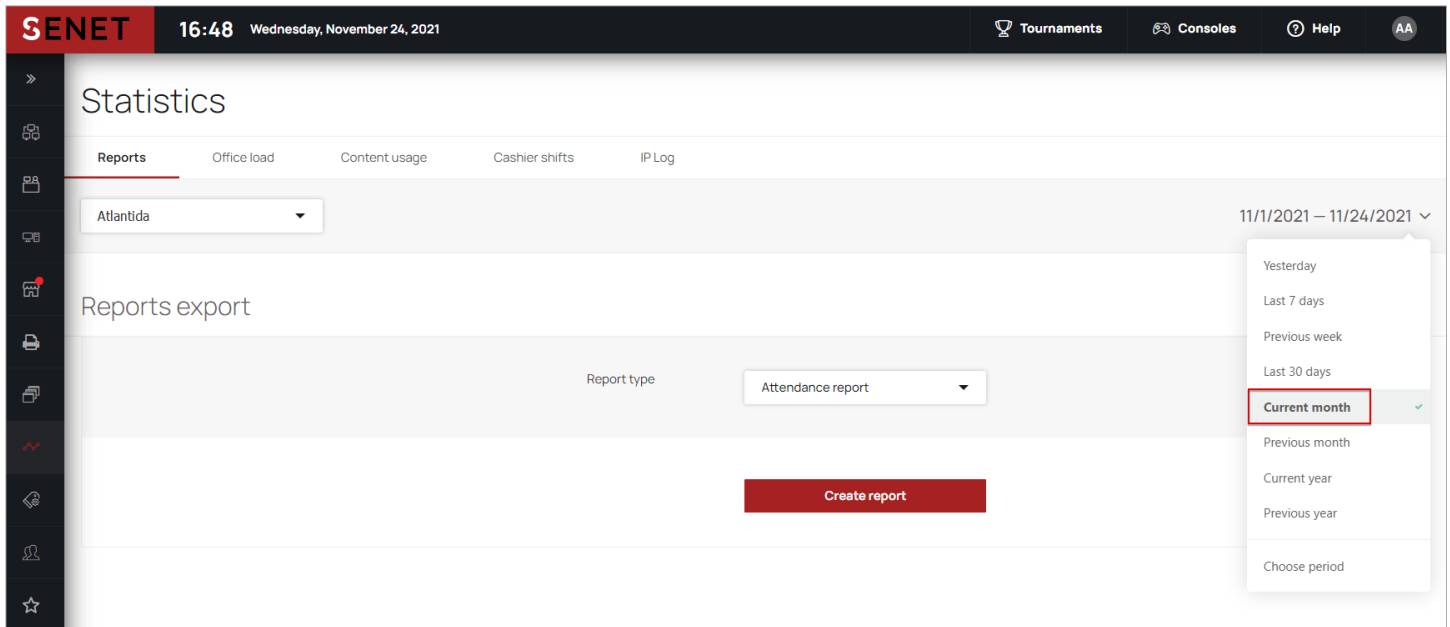 SENET
16:48 Wednesday, November 24, 2021
Tournaments
Consoles
Help
AA
Statistics
Reports
Office load
Content usage
Cashier shifts
IP Log
Atlantida
11/1/2021 — 11/24/2021
Yesterday
Last 7 days
Previous week
Last 30 days
Current month
Previous month
Current year
Previous year
Choose period
Reports export
Report type
Attendance report
Create report